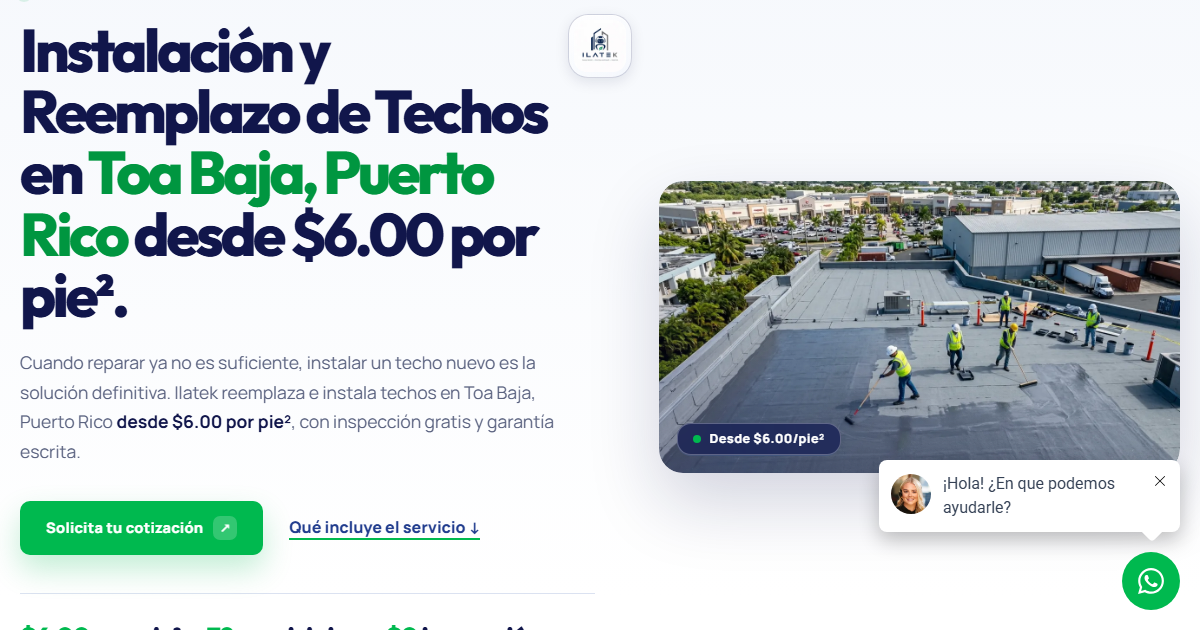 Instalación y
Reemplazo de Techos
en Toa Baja, Puerto
Rico desde $6.00 por
pie².
ILATEK
Cuando reparar ya no es suficiente, instalar un techo nuevo es la
solución definitiva. Ilatek reemplaza e instala techos en Toa Baja,
Puerto Rico desde $6.00 por pie², con inspección gratis y garantía
escrita.
Desde $6.00/pie²
¡Hola! ¿En que podemos
ayudarle?
Solicita tu cotización ↗
Qué incluye el servicio ↓